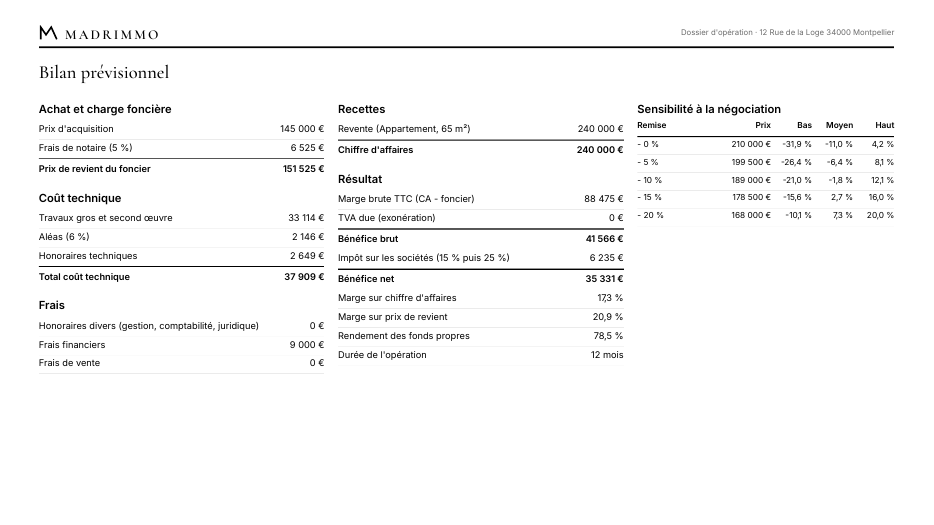 MADRIMMO
Dossier d'opération · 12 Rue de la Loge 34000 Montpellier
Bilan prévisionnel
Achat et charge foncière
Prix d'acquisition 145 000 €
Frais de notaire (5 %) 6 525 €
Prix de revient du foncier 151 525 €
Coût technique
Travaux gros et second œuvre 33 114 €
Aléas (6 %) 2 146 €
Honoraires techniques 2 649 €
Total coût technique 37 909 €
Frais
Honoraires divers (gestion, comptabilité, juridique) 0 €
Frais financiers 9 000 €
Frais de vente 0 €
Recettes
Revente (Appartement, 65 m²) 240 000 €
Chiffre d'affaires 240 000 €
Résultat
Marge brute TTC (CA - foncier) 88 475 €
TVA due (exonération) 0 €
Bénéfice brut 41 566 €
Impôt sur les sociétés (15 % puis 25 %) 6 235 €
Bénéfice net 35 331 €
Marge sur chiffre d'affaires 17,3 %
Marge sur prix de revient 20,9 %
Rendement des fonds propres 78,5 %
Durée de l'opération 12 mois
Sensibilité à la négociation
Remise Prix Bas Moyen Haut
- 0 % 210 000 € -31,9 % -11,0 % 4,2 %
- 5 % 199 500 € -26,4 % -6,4 % 8,1 %
- 10 % 189 000 € -21,0 % -1,8 % 12,1 %
- 15 % 178 500 € -15,6 % 2,7 % 16,0 %
- 20 % 168 000 € -10,1 % 7,3 % 20,0 %